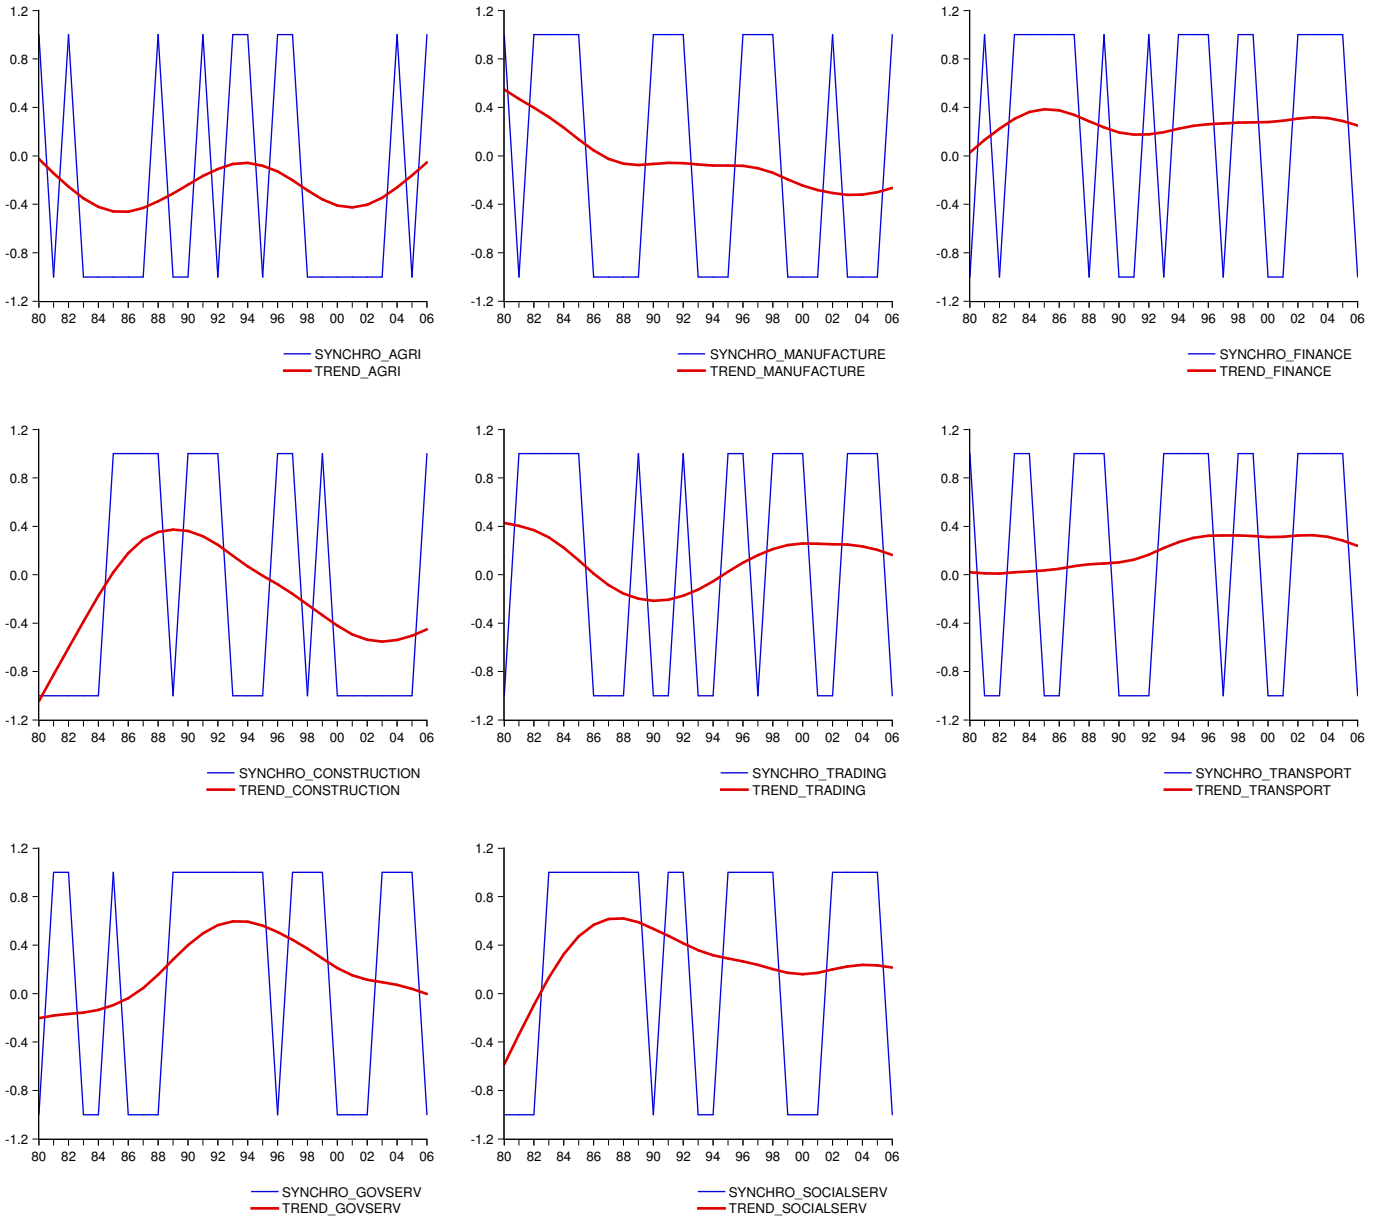 1.2
0.8
0.4
0.0
-0.4
-0.8
-1.2
80 82 84 86 88 90 92 94 96 98 00 02 04 06
SYNCHRO_AGRI
TREND_AGRI
1.2
0.8
0.4
0.0
-0.4
-0.8
-1.2
80 82 84 86 88 90 92 94 96 98 00 02 04 06
SYNCHRO_MANUFACTURE
TREND_MANUFACTURE
1.2
0.8
0.4
0.0
-0.4
-0.8
-1.2
80 82 84 86 88 90 92 94 96 98 00 02 04 06
SYNCHRO_FINANCE
TREND_FINANCE
1.2
0.8
0.4
0.0
-0.4
-0.8
-1.2
80 82 84 86 88 90 92 94 96 98 00 02 04 06
SYNCHRO_CONSTRUCTION
TREND_CONSTRUCTION
1.2
0.8
0.4
0.0
-0.4
-0.8
-1.2
80 82 84 86 88 90 92 94 96 98 00 02 04 06
SYNCHRO_TRADING
TREND_TRADING
1.2
0.8
0.4
0.0
-0.4
-0.8
-1.2
80 82 84 86 88 90 92 94 96 98 00 02 04 06
SYNCHRO_TRANSPORT
TREND_TRANSPORT
1.2
0.8
0.4
0.0
-0.4
-0.8
-1.2
80 82 84 86 88 90 92 94 96 98 00 02 04 06
SYNCHRO_GOVSERV
TREND_GOVSERV
1.2
0.8
0.4
0.0
-0.4
-0.8
-1.2
80 82 84 86 88 90 92 94 96 98 00 02 04 06
SYNCHRO_SOCIALSERV
TREND_SOCIALSERV